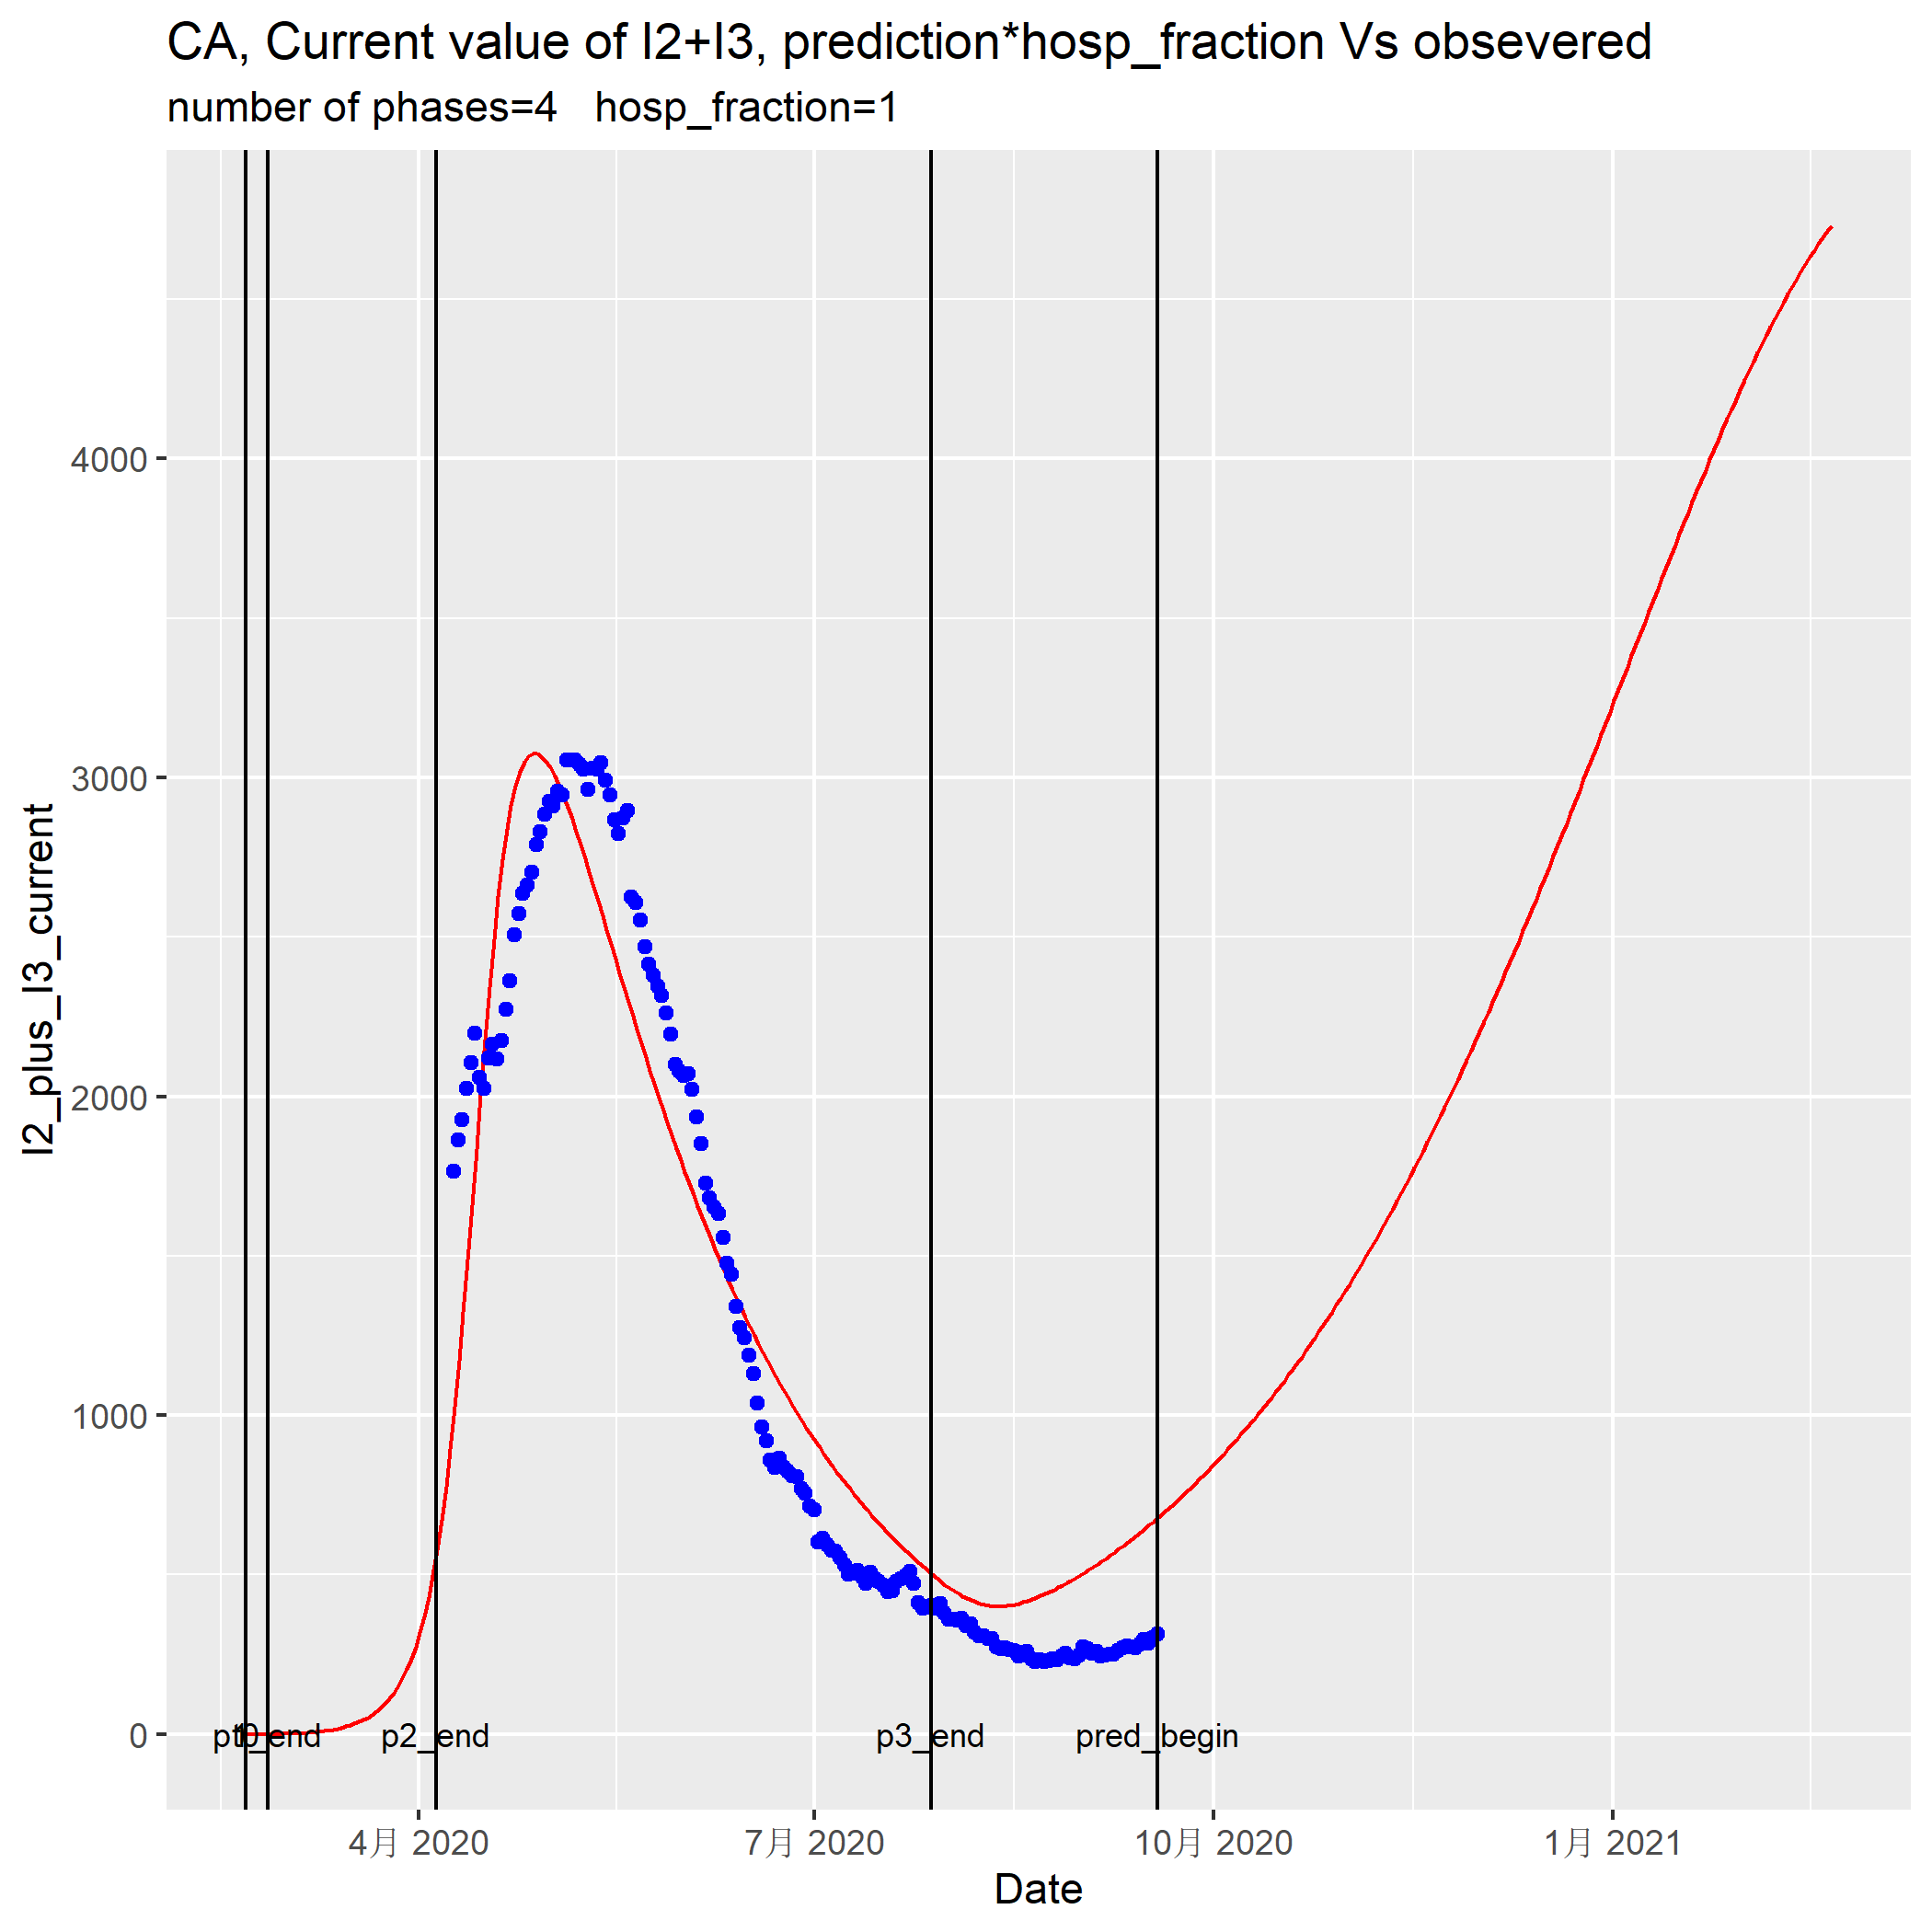 CA, Current value of I2+I3, prediction*hosp_fraction Vs obsevered
number of phases=4   hosp_fraction=1
I2_plus_I3_current
4000
3000
2000
1000
0
p2_end
p3_end
pred_begin
4月 2020
7月 2020
10月 2020
1月 2021
Date